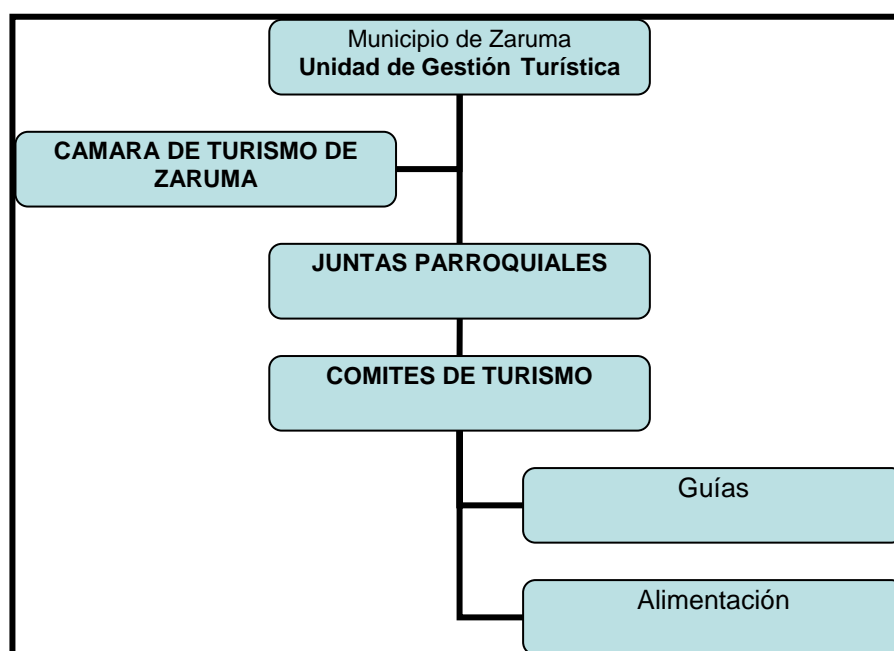 Municipio de Zaruma
Unidad de Gestión Turística
CAMARA DE TURISMO DE
ZARUMA
JUNTAS PARROQUIALES
COMITES DE TURISMO
Guías
Alimentación